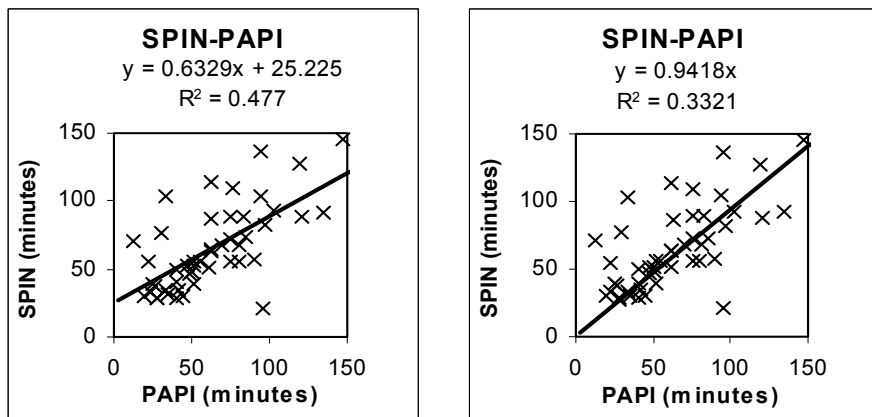 SPIN-PAPI
y = 0.6329x + 25.225
R² = 0.477
150
100
50
0
SPIN (minutes)
0 50 100 150
PAPI (minutes)
SPIN-PAPI
y = 0.9418x
R² = 0.3321
150
100
50
0
SPIN (minutes)
0 50 100 150
PAPI (minutes)